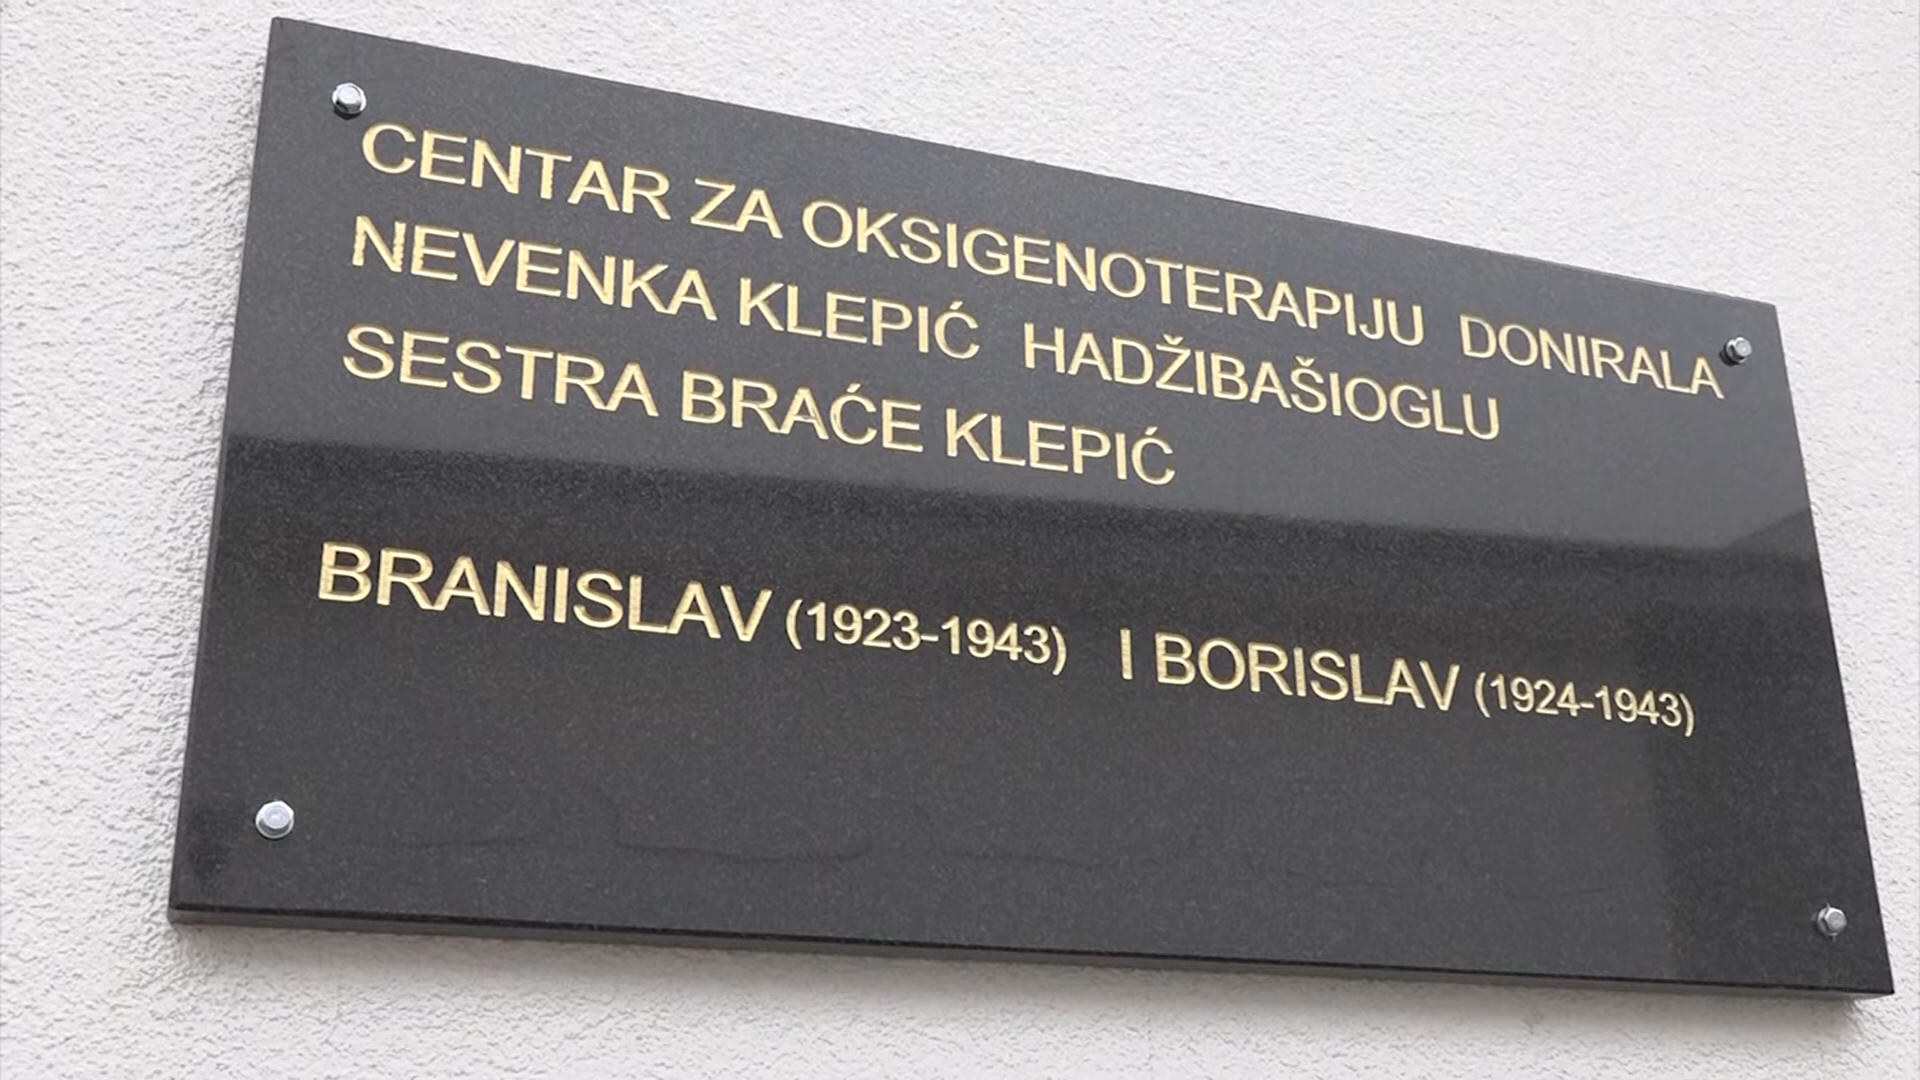 CENTAR ZA OKSIGENOTERAPIJU DONIRALA
NEVENKA KLEPIĆ HADŽIBAŠIOGLU
SESTRA BRAĆE KLEPIĆ
BRANISLAV (1923-1943) I BORISLAV (1924-1943)